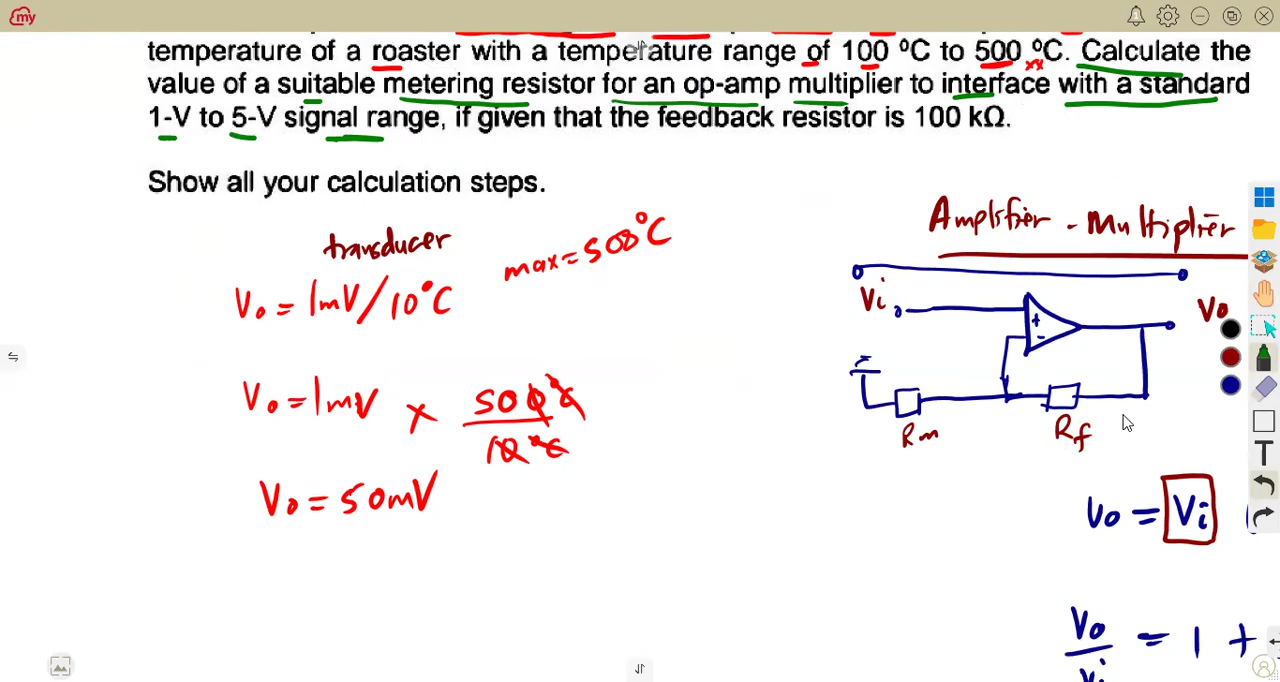 my
temperature of a roaster with a temperature range of 100 ºC to 500 ºC. Calculate the
value of a suitable metering resistor for an op-amp multiplier to interface with a standard
1-V to 5-V signal range, if given that the feedback resistor is 100 kΩ.
Show all your calculation steps.
transducer
max = 500°C
Vo = 1mV/10°C
Vo = 1mV × 500°C / 10°C
Vo = 50mV
Amplifier - Multiplier
Vi
Vo
+
-
Rm
Rf
Vo = Vi (
Vo/Vi = 1 +
T